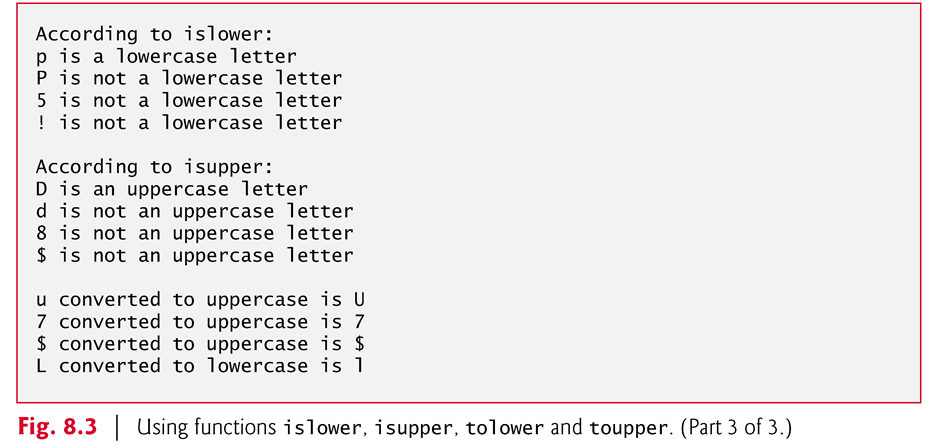 According to islower:
p is a lowercase letter
P is not a lowercase letter
5 is not a lowercase letter
! is not a lowercase letter
According to isupper:
D is an uppercase letter
d is not an uppercase letter
8 is not an uppercase letter
$ is not an uppercase letter
u converted to uppercase is U
7 converted to uppercase is 7
$ converted to uppercase is $
L converted to lowercase is l
Fig. 8.3 | Using functions islower, isupper, tolower and toupper. (Part 3 of 3.)